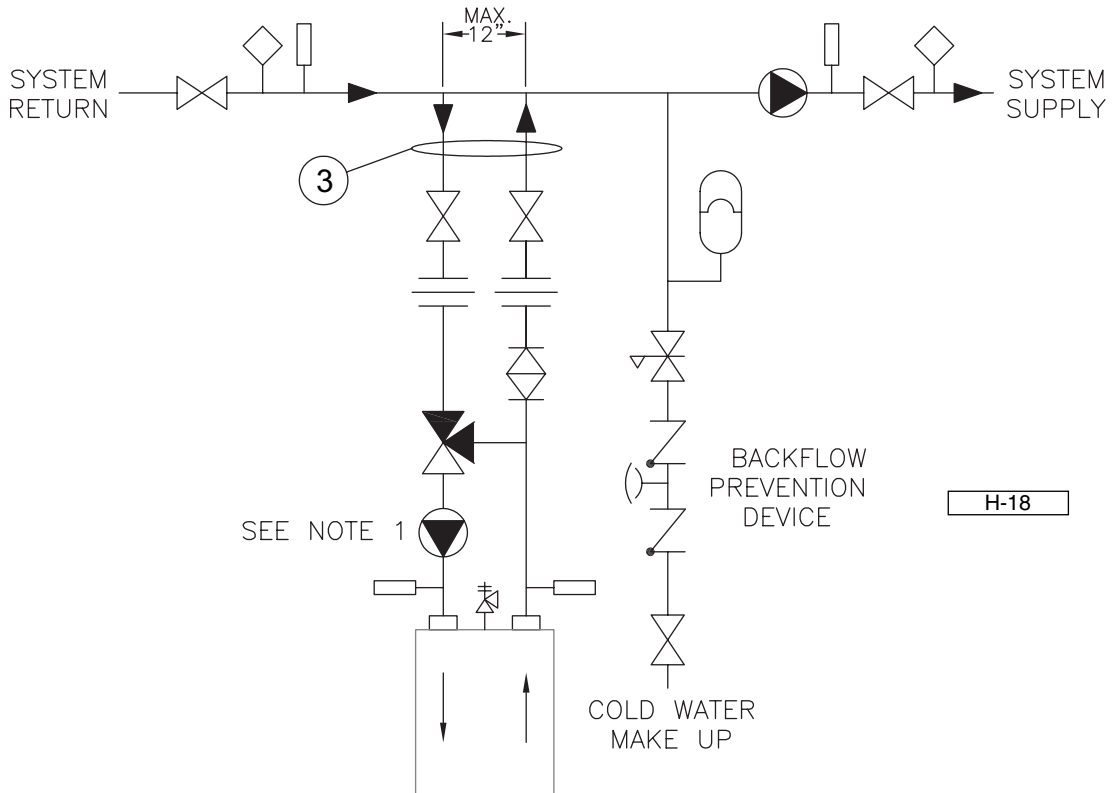 MAX.
12"
SYSTEM
RETURN
SYSTEM
SUPPLY
3
BACKFLOW
PREVENTION
DEVICE
H-18
SEE NOTE 1
COLD WATER
MAKE UP